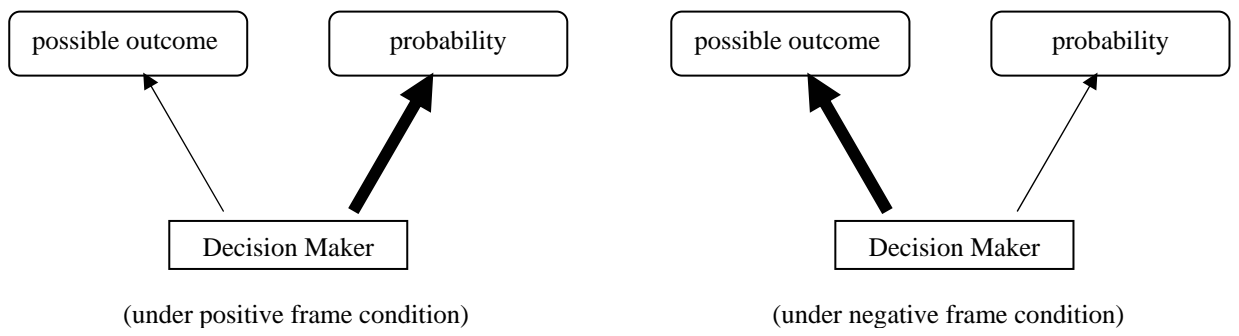 possible outcome
probability
Decision Maker
(under positive frame condition)
possible outcome
probability
Decision Maker
(under negative frame condition)